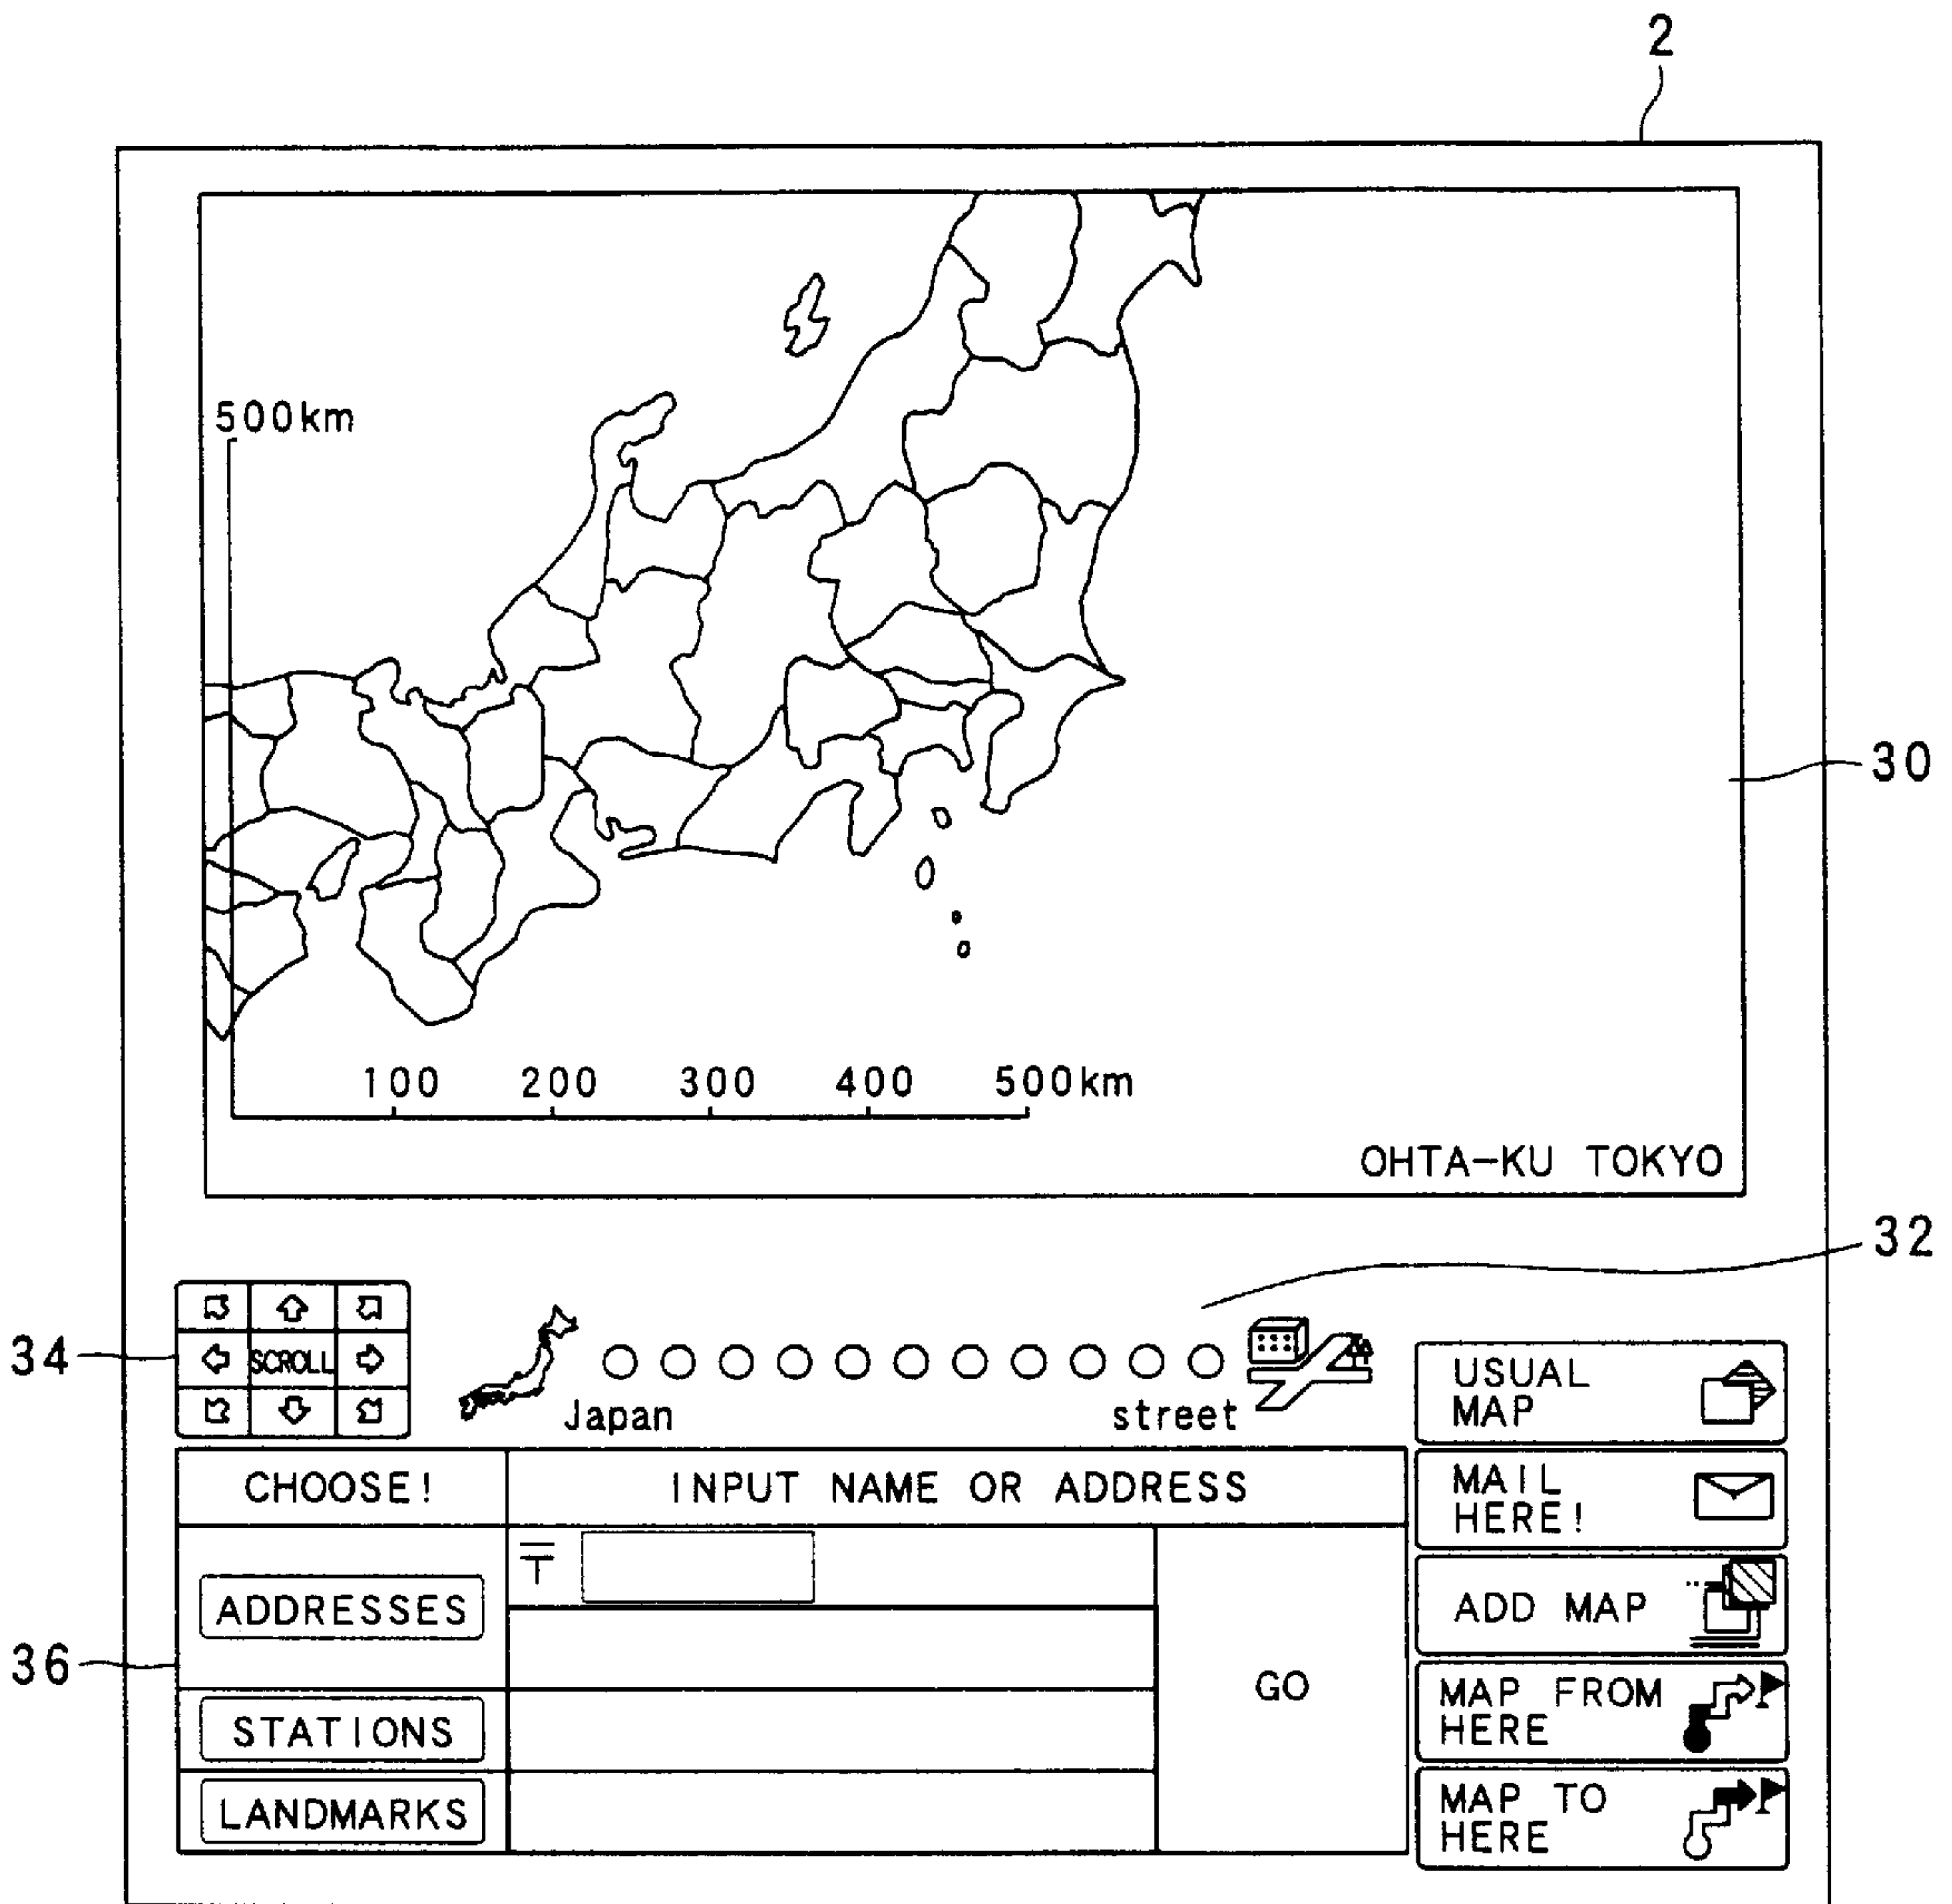 2
500km
30
100 200 300 400 500km
OHTA-KU TOKYO
32
34
SCROLL
Japan
street
USUAL
MAP
CHOOSE!
INPUT NAME OR ADDRESS
MAIL
HERE!
〒
ADDRESSES
ADD MAP
36
GO
STATIONS
MAP FROM
HERE
LANDMARKS
MAP TO
HERE